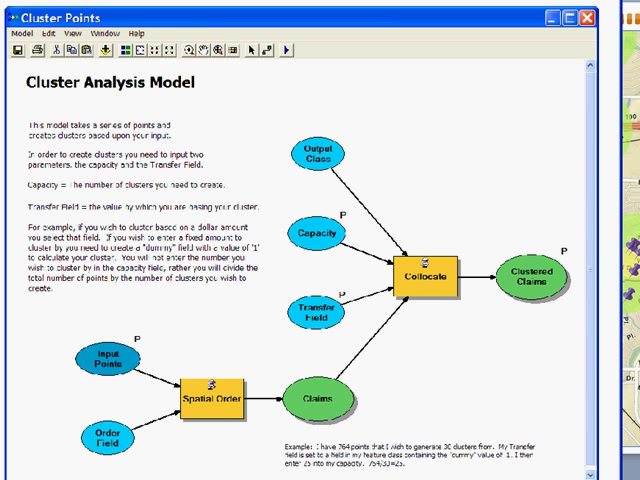 Cluster Points
Model Edit View Window Help
Cluster Analysis Model
This model takes a series of points and
creates clusters based upon your input.
In order to create clusters you need to input two
parameters, the capacity and the Transfer Field.
Capacity = The number of clusters you need to create.
Transfer Field = the value by which you are basing your cluster.
For example, if you wish to cluster based on a dollar amount
you select that field. If you wish to enter a fixed amount to
cluster by you need to create a "dummy" field with a value of '1'
to calculate your cluster. You will not enter the number you
wish to cluster by in the capacity field, rather you will divide the
total number of points by the number of clusters you wish to
create.
Output
Class
P
Capacity
P
Transfer
Field
Collocate
P
Clustered
Claims
P
Input
Points
Order
Field
Spatial Order
Claims
Example: I have 764 points that I wish to generate 30 clusters from. My Transfer
field is set to a field in my feature class containing the "dummy" value of 1. I then
enter 25 into my capacity. 754/30=25.
100
Pl.
Dr.